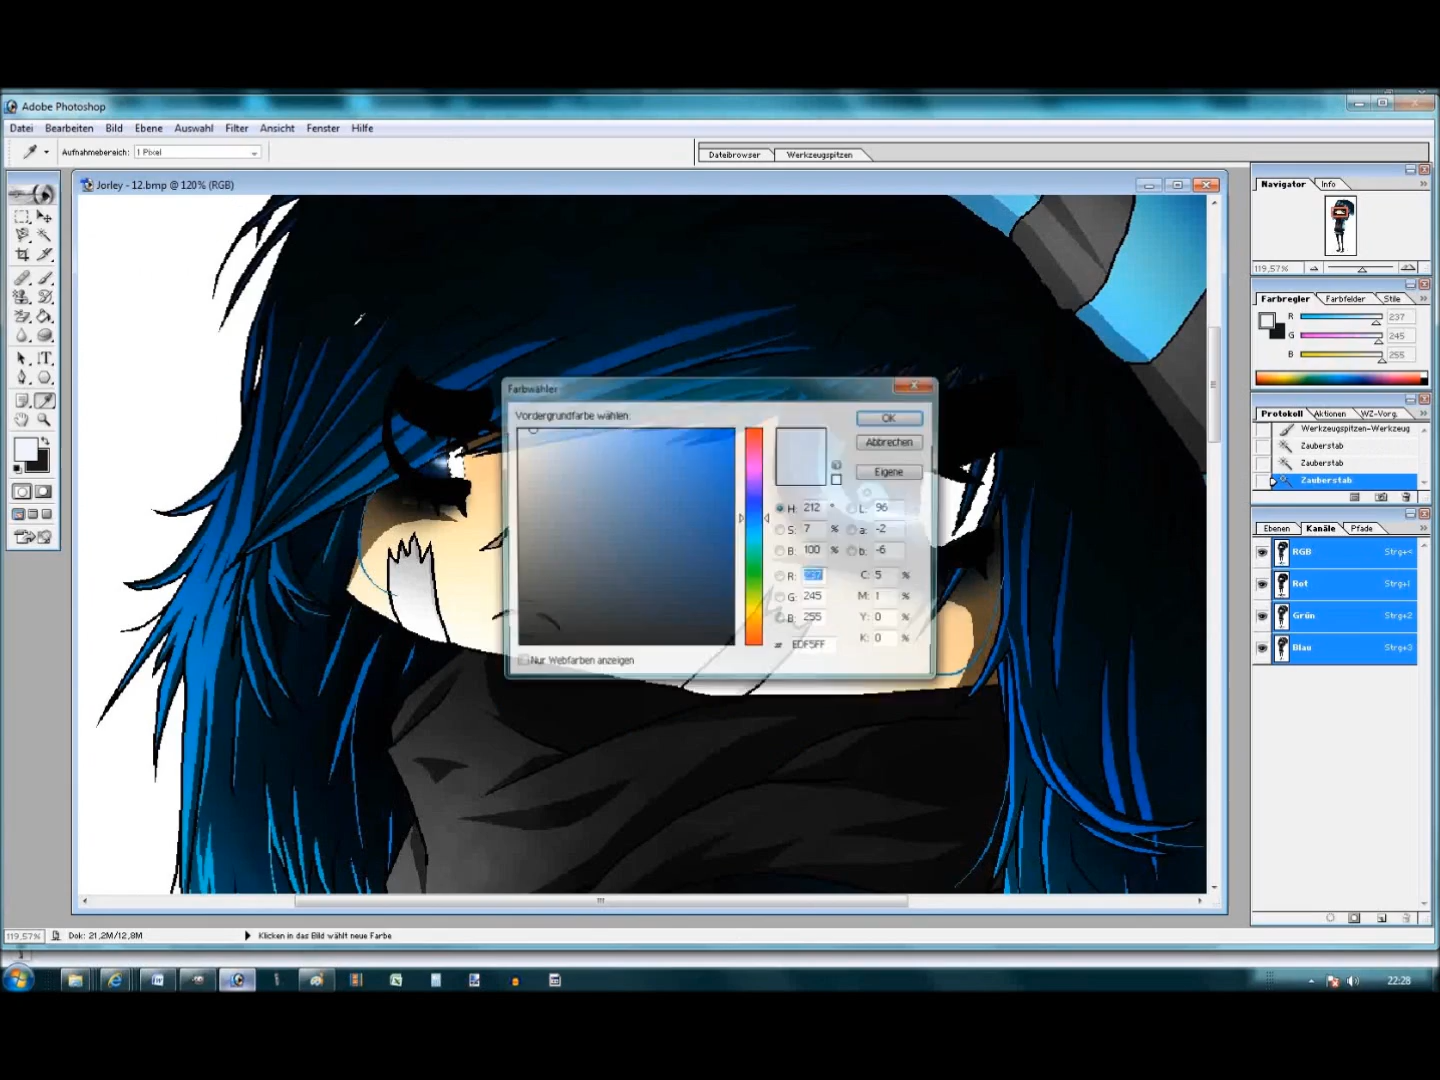 Adobe Photoshop
Datei Bearbeiten Bild Ebene Auswahl Filter Ansicht Fenster Hilfe
Aufnahmebereich: 1 Pixel
Dateibrowser Werkzeugspitzen
Jorley - 12.bmp @ 120% (RGB)
Navigator Info
119,57%
Farbregler Farbfelder Stile
R 237
G 245
B 255
Protokoll Aktionen WZ-Vorg.
Werkzeugspitzen-Werkzeug
Zauberstab
Zauberstab
Zauberstab
Ebenen Kanäle Pfade
RGB Strg+<
Rot Strg+1
Grün Strg+2
Blau Strg+3
Farbwähler
Vordergrundfarbe wählen:
OK
Abbrechen
Eigene
H: 212 ° L: 96
S: 7 % a: -2
B: 100 % b: -6
R: 237 C: 5 %
G: 245 M: 1 %
B: 255 Y: 0 %
# EDF5FF K: 0 %
Nur Webfarben anzeigen
119,57% Dok: 21,2M/12,8M Klicken in das Bild wählt neue Farbe
22:28